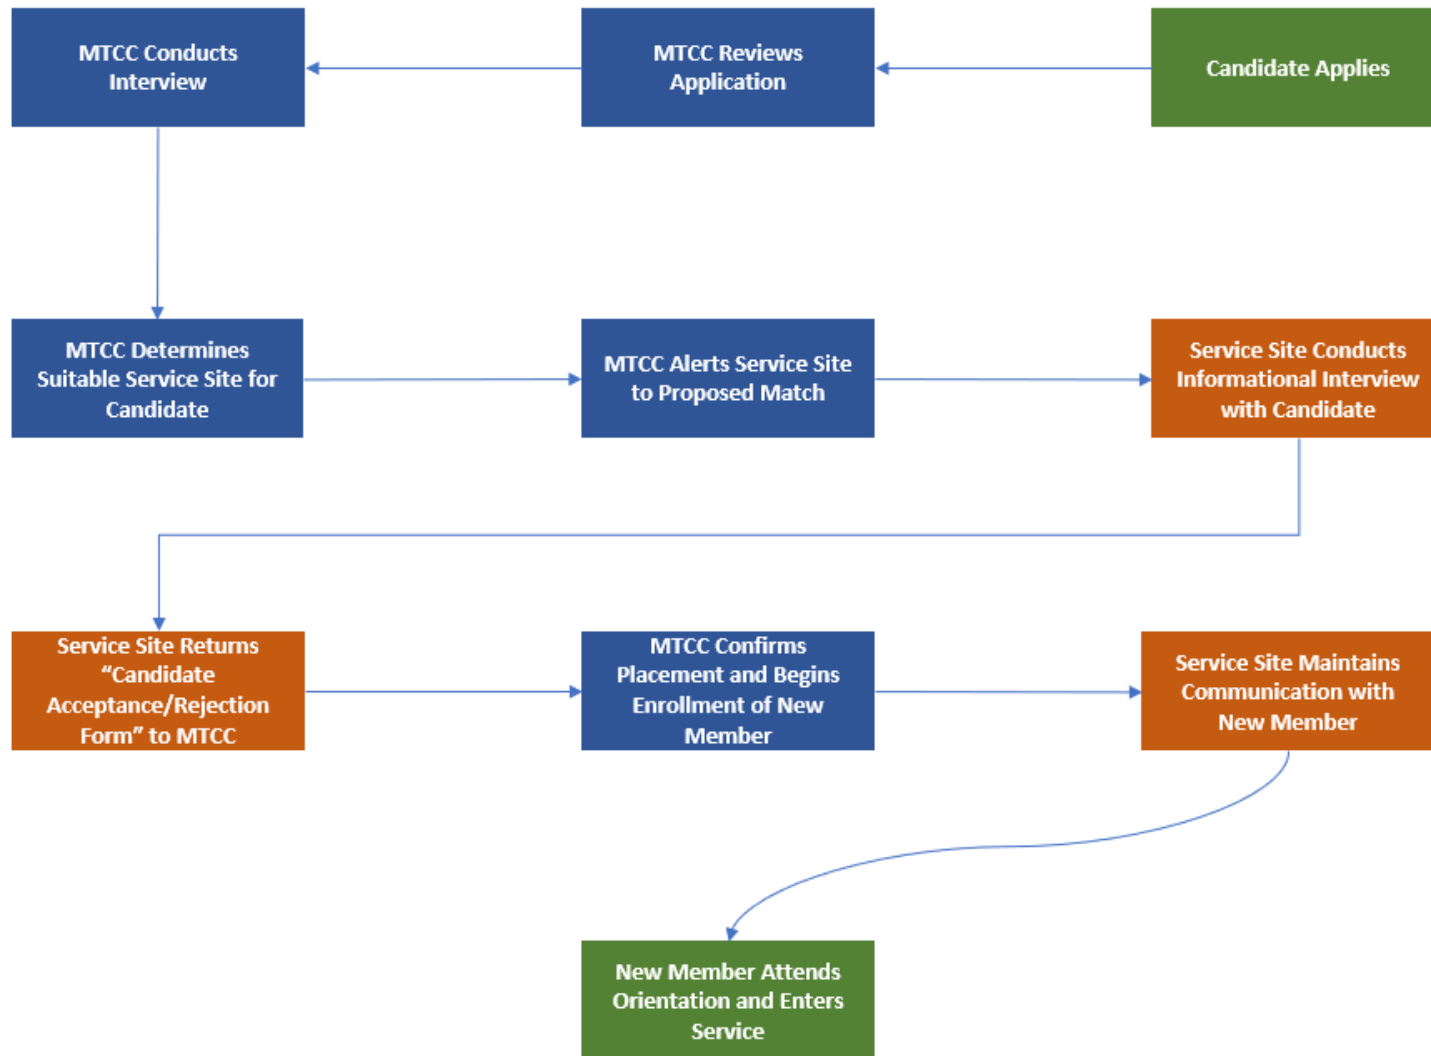 MTCC Conducts
Interview
MTCC Reviews
Application
Candidate Applies
MTCC Determines
Suitable Service Site for
Candidate
MTCC Alerts Service Site
to Proposed Match
Service Site Conducts
Informational Interview
with Candidate
Service Site Returns
“Candidate
Acceptance/Rejection
Form” to MTCC
MTCC Confirms
Placement and Begins
Enrollment of New
Member
Service Site Maintains
Communication with
New Member
New Member Attends
Orientation and Enters
Service